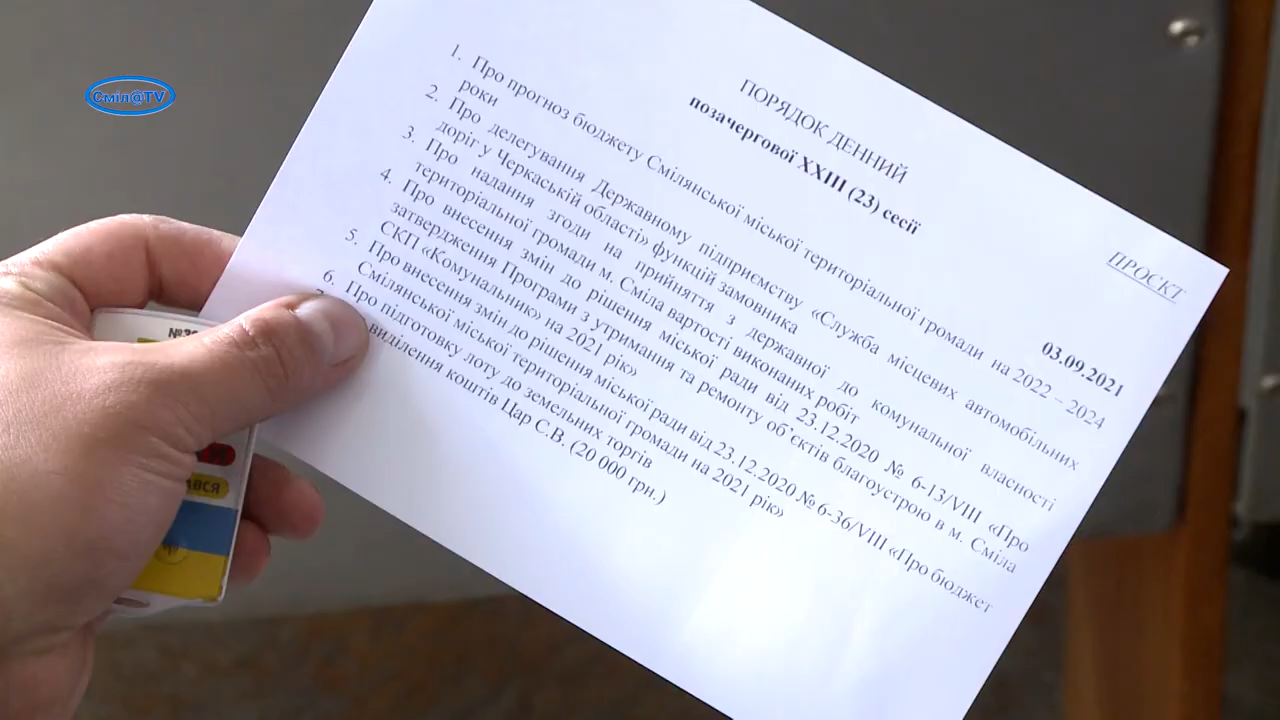 Сміл@TV
ПРОЄКТ
ПОРЯДОК ДЕННИЙ
позачергової XXIII (23) сесії
03.09.2021
1. Про прогноз бюджету Смілянської міської територіальної громади на 2022 – 2024
роки
2. Про делегування Державному підприємству «Служба місцевих автомобільних
доріг у Черкаській області» функцій замовника
3. Про надання згоди на прийняття з державної до комунальної власності
територіальної громади м. Сміла вартості виконаних робіт
4. Про внесення змін до рішення міської ради від 23.12.2020 № 6-13/VIII «Про
затвердження Програми з утримання та ремонту об'єктів благоустрою в м. Сміла
СКП «Комунальник» на 2021 рік»
5. Про внесення змін до рішення міської ради від 23.12.2020 № 6-36/VIII «Про бюджет
Смілянської міської територіальної громади на 2021 рік»
6. Про підготовку лоту до земельних торгів
виділення коштів Цар С.В. (20 000 грн.)